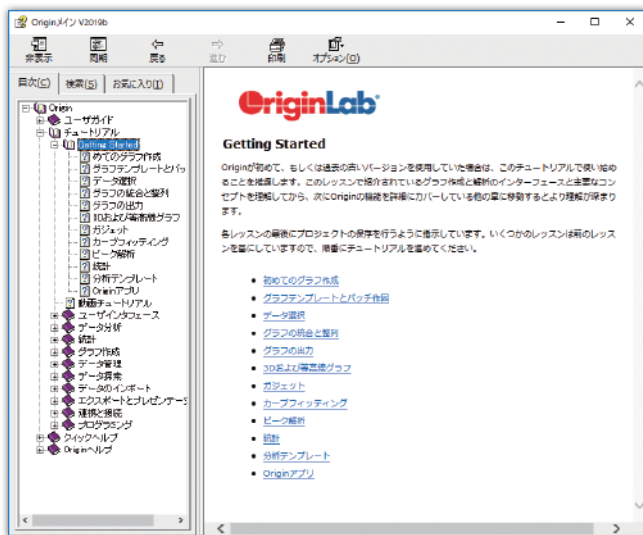 Originメイン V2019b
非表示 同期 戻る 進む 印刷 オプション(O)
目次(C) 検索(S) お気に入り(I)
Origin
ユーザガイド
チュートリアル
Getting Started
めてのグラフ作成
グラフテンプレートとバッ
データ選択
グラフの統合と整列
グラフの出力
3Dおよび等高線グラフ
ガジェット
カーブフィッティング
ピーク解析
統計
分析テンプレート
Originアプリ
動画チュートリアル
ユーザインタフェース
データ分析
統計
グラフ作成
データ管理
データ探索
データのインポート
エクスポートとプレゼンテーシ
連携と接続
プログラミング
クイックヘルプ
Originヘルプ
OriginLab
Getting Started
Originが初めて、もしくは過去の古いバージョンを使用していた場合は、このチュートリアルで使い始め
ることを推奨します。このレッスンで紹介されているグラフ作成と解析のインターフェースと主要なコン
セプトを理解してから、次にOriginの機能を詳細にカバーしている他の章に移動するとより理解が深まり
ます。
各レッスンの最後にプロジェクトの保存を行うように指示しています。いくつかのレッスンは前のレッス
ンを基にしていますので、順番にチュートリアルを進めてください。
初めてのグラフ作成
グラフテンプレートとバッチ作図
データ選択
グラフの統合と整列
グラフの出力
3Dおよび等高線グラフ
ガジェット
カーブフィッティング
ピーク解析
統計
分析テンプレート
Originアプリ